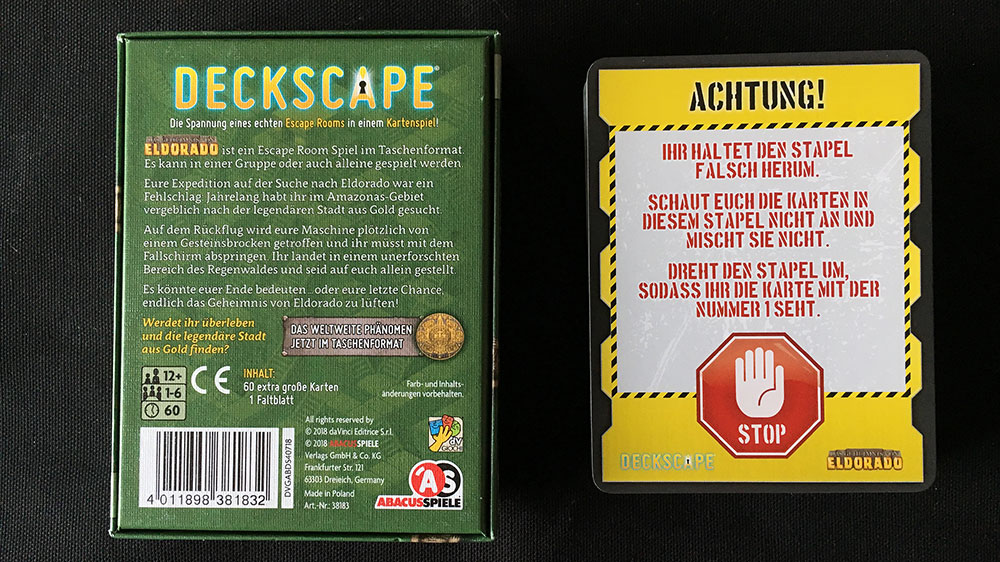 DECKSCAPE®
Die Spannung eines echten Escape Rooms in einem Kartenspiel!
DAS GEHEIMNIS VON
ELDORADO ist ein Escape Room Spiel im Taschenformat.
Es kann in einer Gruppe oder auch alleine gespielt werden.
Eure Expedition auf der Suche nach Eldorado war ein
Fehlschlag. Jahrelang habt ihr im Amazonas-Gebiet
vergeblich nach der legendären Stadt aus Gold gesucht.
Auf dem Rückflug wird eure Maschine plötzlich von
einem Gesteinsbrocken getroffen und ihr müsst mit dem
Fallschirm abspringen. Ihr landet in einem unerforschten
Bereich des Regenwaldes und seid auf euch allein gestellt.
Es könnte euer Ende bedeuten ...oder eure letzte Chance,
endlich das Geheimnis von Eldorado zu lüften!
Werdet ihr überleben
und die legendäre Stadt
aus Gold finden?
DAS WELTWEITE PHÄNOMEN
JETZT IM TASCHENFORMAT
12+
1-6
60
CE
INHALT:
60 extra große Karten
1 Faltblatt
Farb- und Inhalts-
änderungen vorbehalten.
All rights reserved by
© 2018 daVinci Editrice S.r.l.
© 2018 ABACUSSPIELE
Verlags GmbH & Co. KG
Frankfurter Str. 121
63303 Dreieich, Germany
Made in Poland
Art.-Nr.: 38183
dV
GIOCHI
AS
ABACUSSPIELE
4 011898 381832
DVGABDS40718
ACHTUNG!
IHR HALTET DEN STAPEL
FALSCH HERUM.
SCHAUT EUCH DIE KARTEN IN
DIESEM STAPEL NICHT AN UND
MISCHT SIE NICHT.
DREHT DEN STAPEL UM,
SODASS IHR DIE KARTE MIT DER
NUMMER 1 SEHT.
STOP
DECKSCAPE
DAS GEHEIMNIS VON
ELDORADO